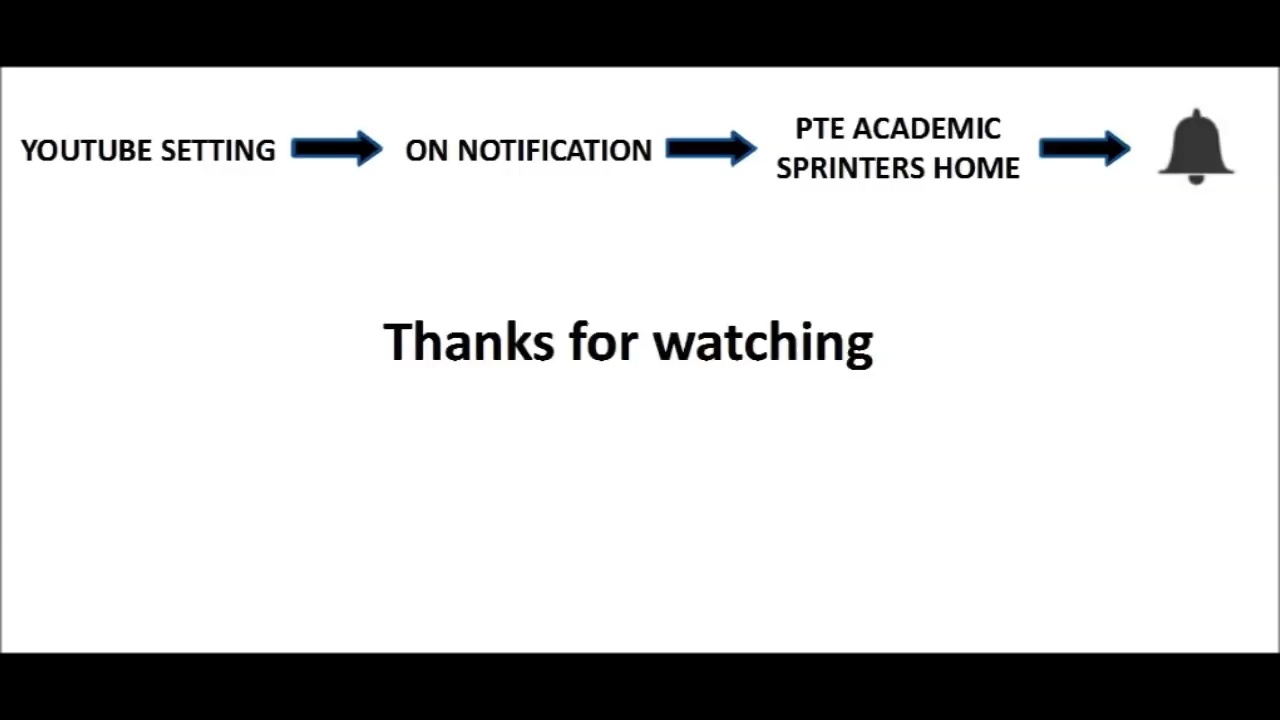 YOUTUBE SETTING
ON NOTIFICATION
PTE ACADEMIC
SPRINTERS HOME
Thanks for watching